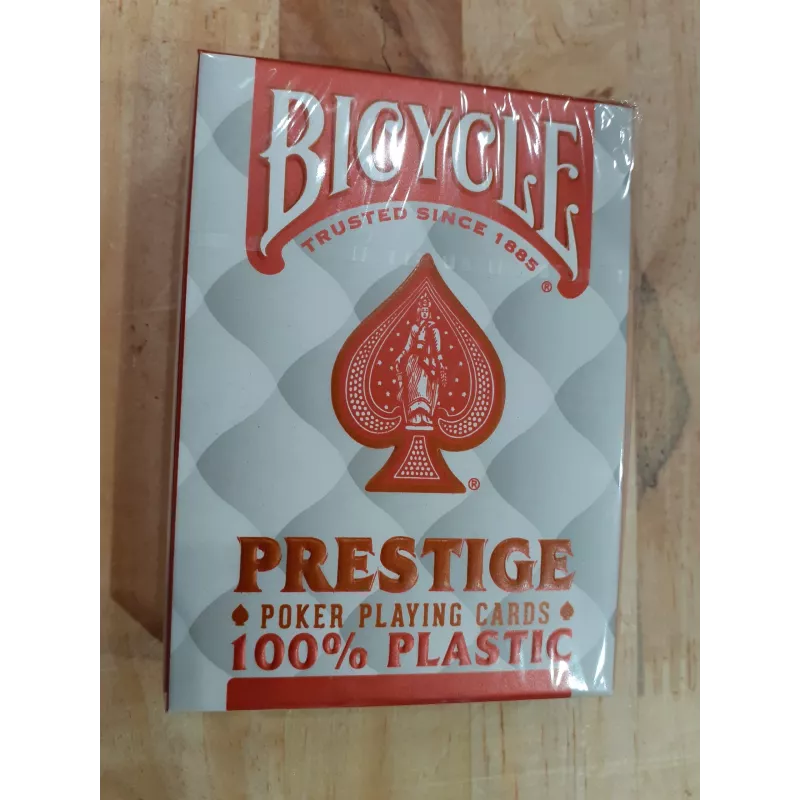 BICYCLE
TRUSTED SINCE 1885
®
®
PRESTIGE
♠ POKER PLAYING CARDS ♠
100% PLASTIC